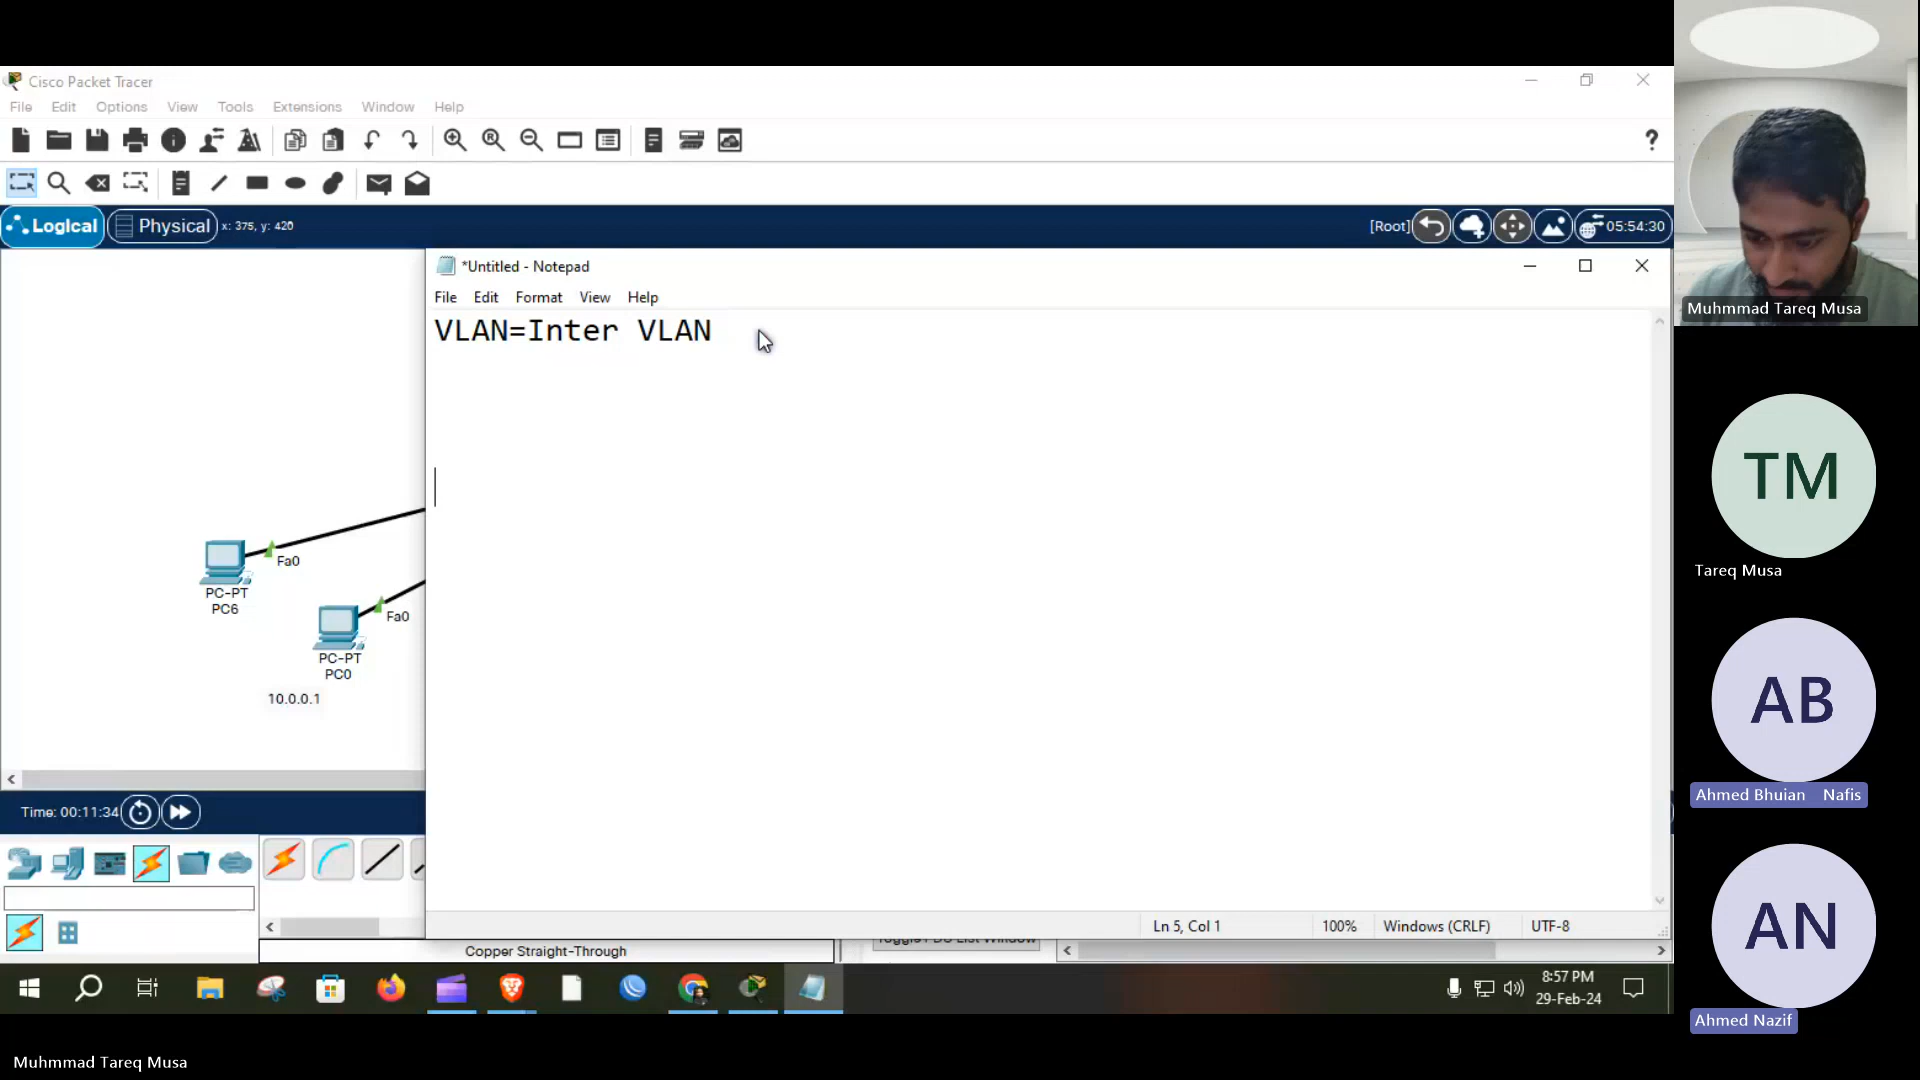 Cisco Packet Tracer
File Edit Options View Tools Extensions Window Help
Logical Physical x: 375, y: 420
[Root] 05:54:30
*Untitled - Notepad
File Edit Format View Help
VLAN=Inter VLAN
Fa0
PC-PT
PC6
Fa0
PC-PT
PC0
10.0.0.1
Time: 00:11:34
Ln 5, Col 1 100% Windows (CRLF) UTF-8
Copper Straight-Through
8:57 PM
29-Feb-24
Muhmmad Tareq Musa
TM
Tareq Musa
AB
Ahmed Bhuian Nafis
AN
Ahmed Nazif
Muhmmad Tareq Musa